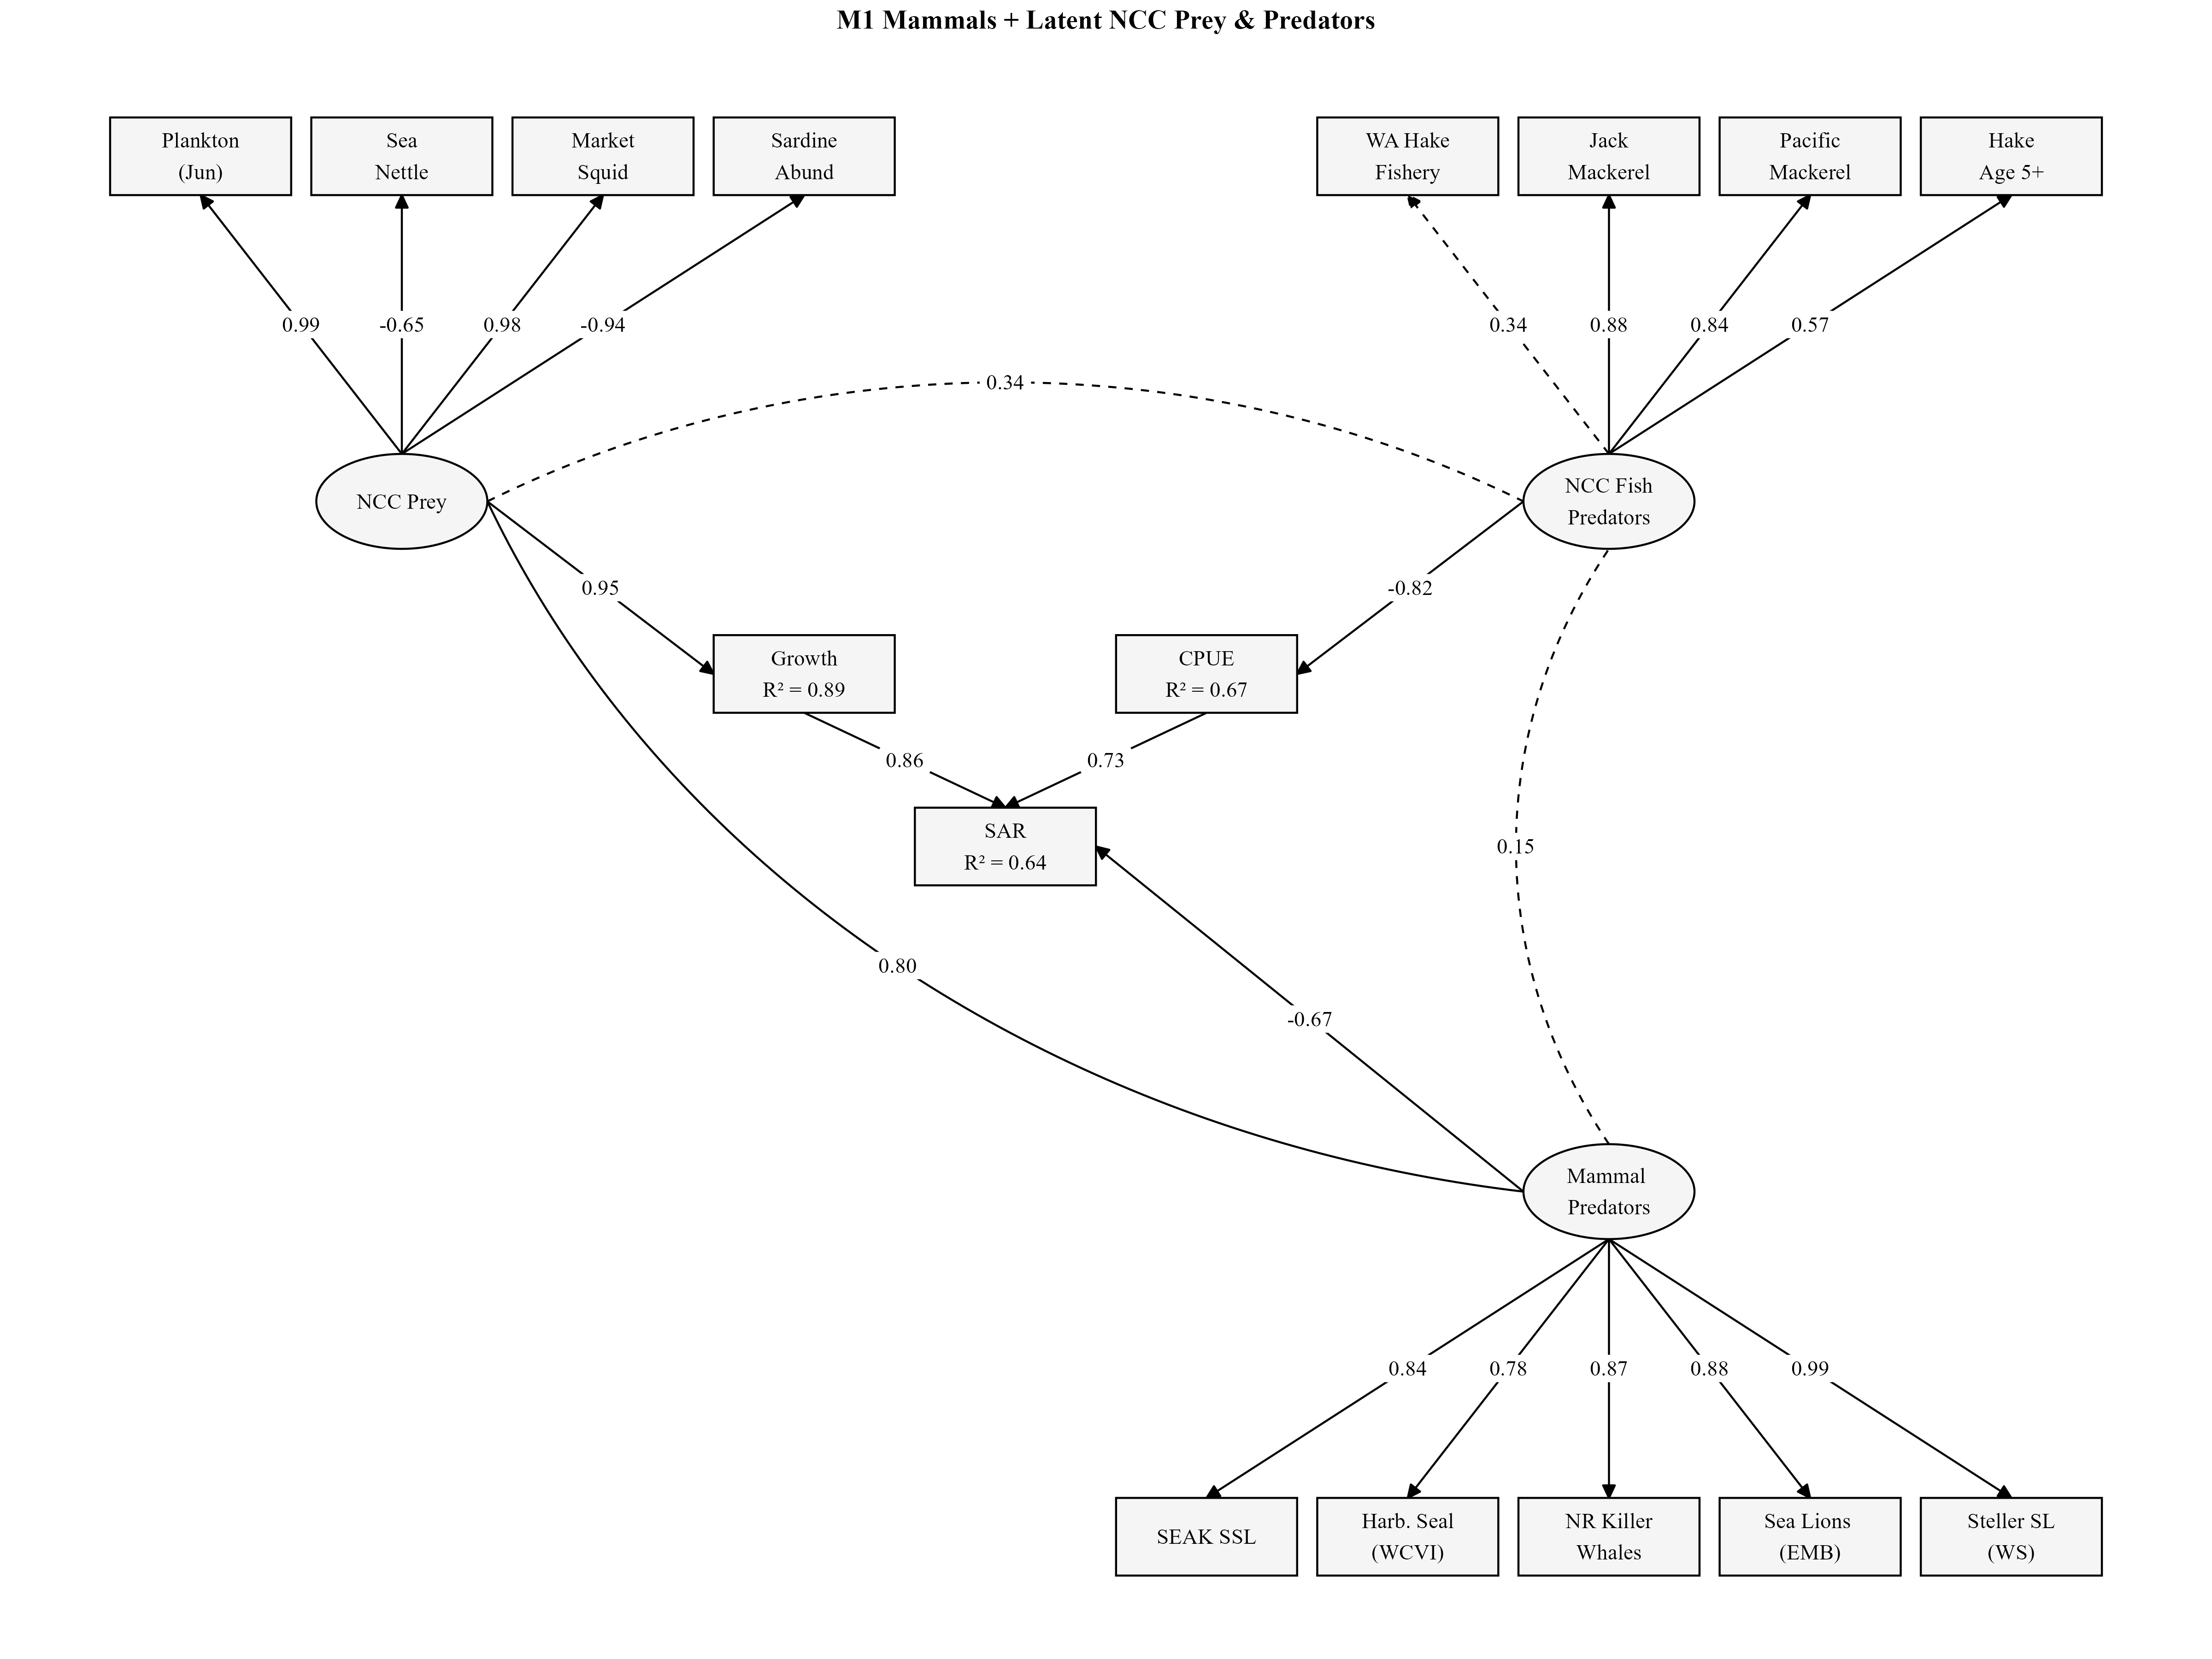 M1 Mammals + Latent NCC Prey & Predators
Plankton
(Jun)
Sea
Nettle
Market
Squid
Sardine
Abund
WA Hake
Fishery
Jack
Mackerel
Pacific
Mackerel
Hake
Age 5+
0.99
-0.65
0.98
-0.94
0.34
0.88
0.84
0.57
0.34
NCC Prey
NCC Fish
Predators
0.95
-0.82
Growth
R² = 0.89
CPUE
R² = 0.67
0.86
0.73
SAR
R² = 0.64
0.15
0.80
-0.67
Mammal
Predators
0.84
0.78
0.87
0.88
0.99
SEAK SSL
Harb. Seal
(WCVI)
NR Killer
Whales
Sea Lions
(EMB)
Steller SL
(WS)